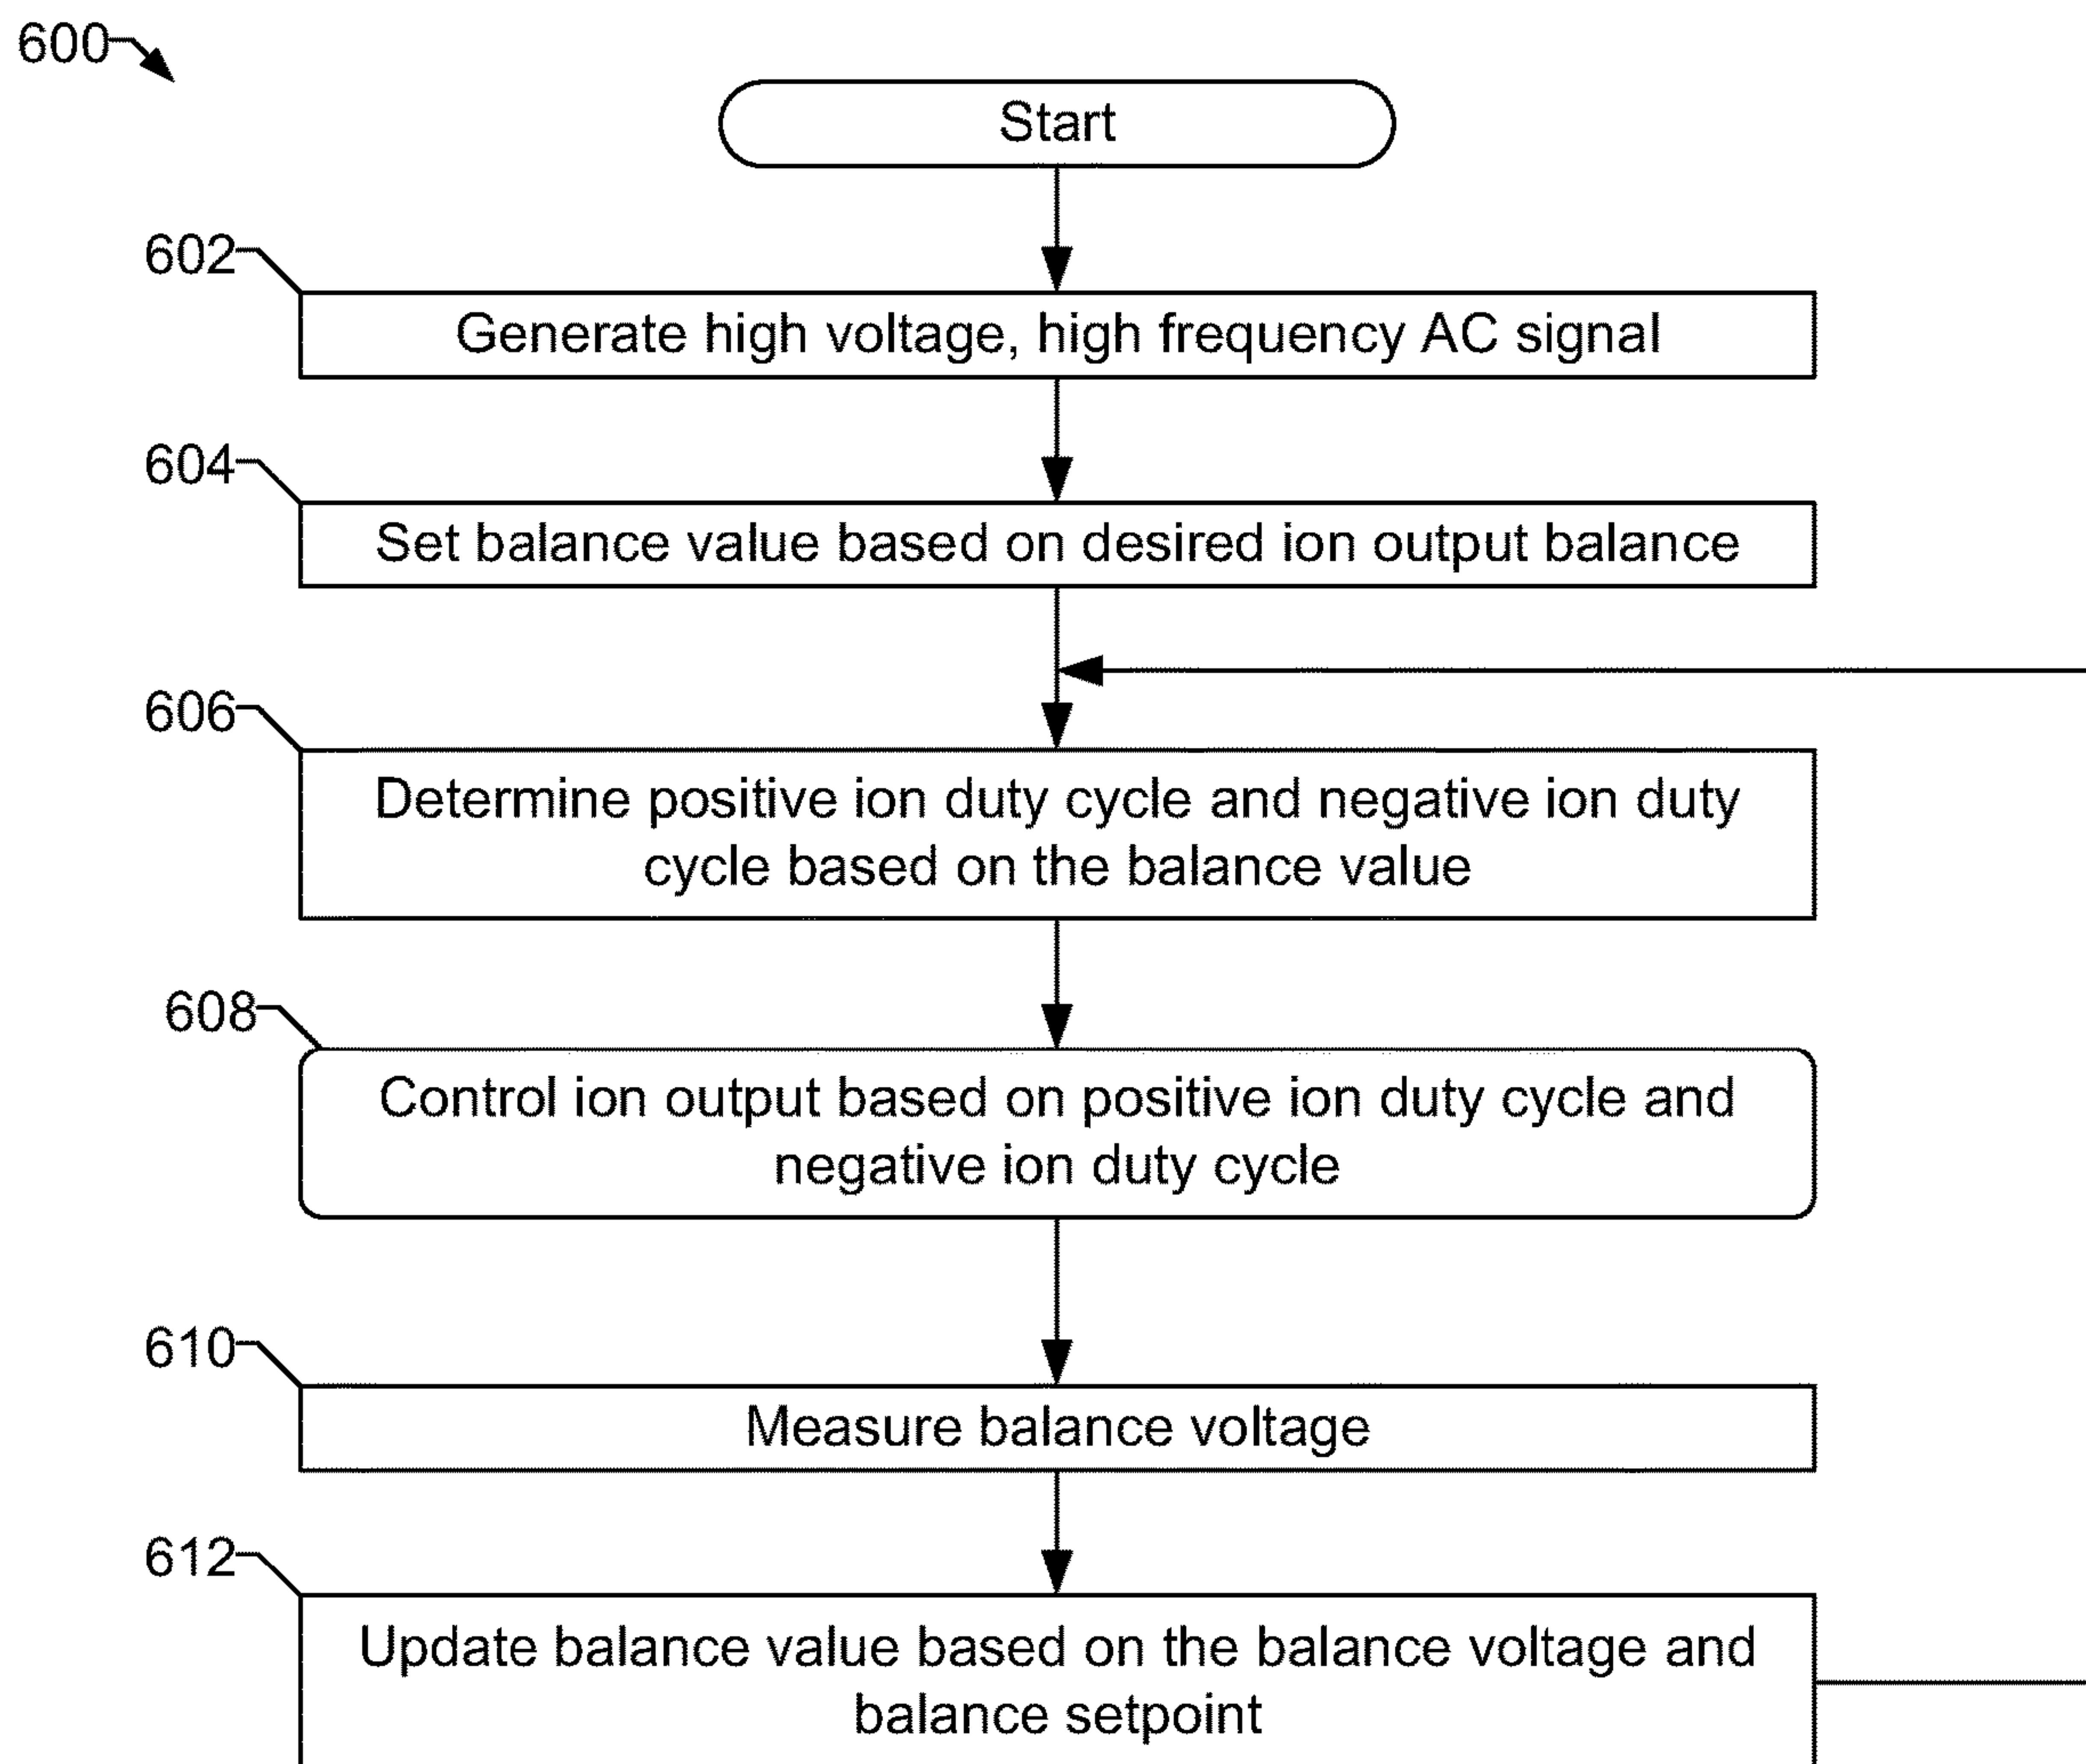 600
Start
602
Generate high voltage, high frequency AC signal
604
Set balance value based on desired ion output balance
606
Determine positive ion duty cycle and negative ion duty
cycle based on the balance value
608
Control ion output based on positive ion duty cycle and
negative ion duty cycle
610
Measure balance voltage
612
Update balance value based on the balance voltage and
balance setpoint